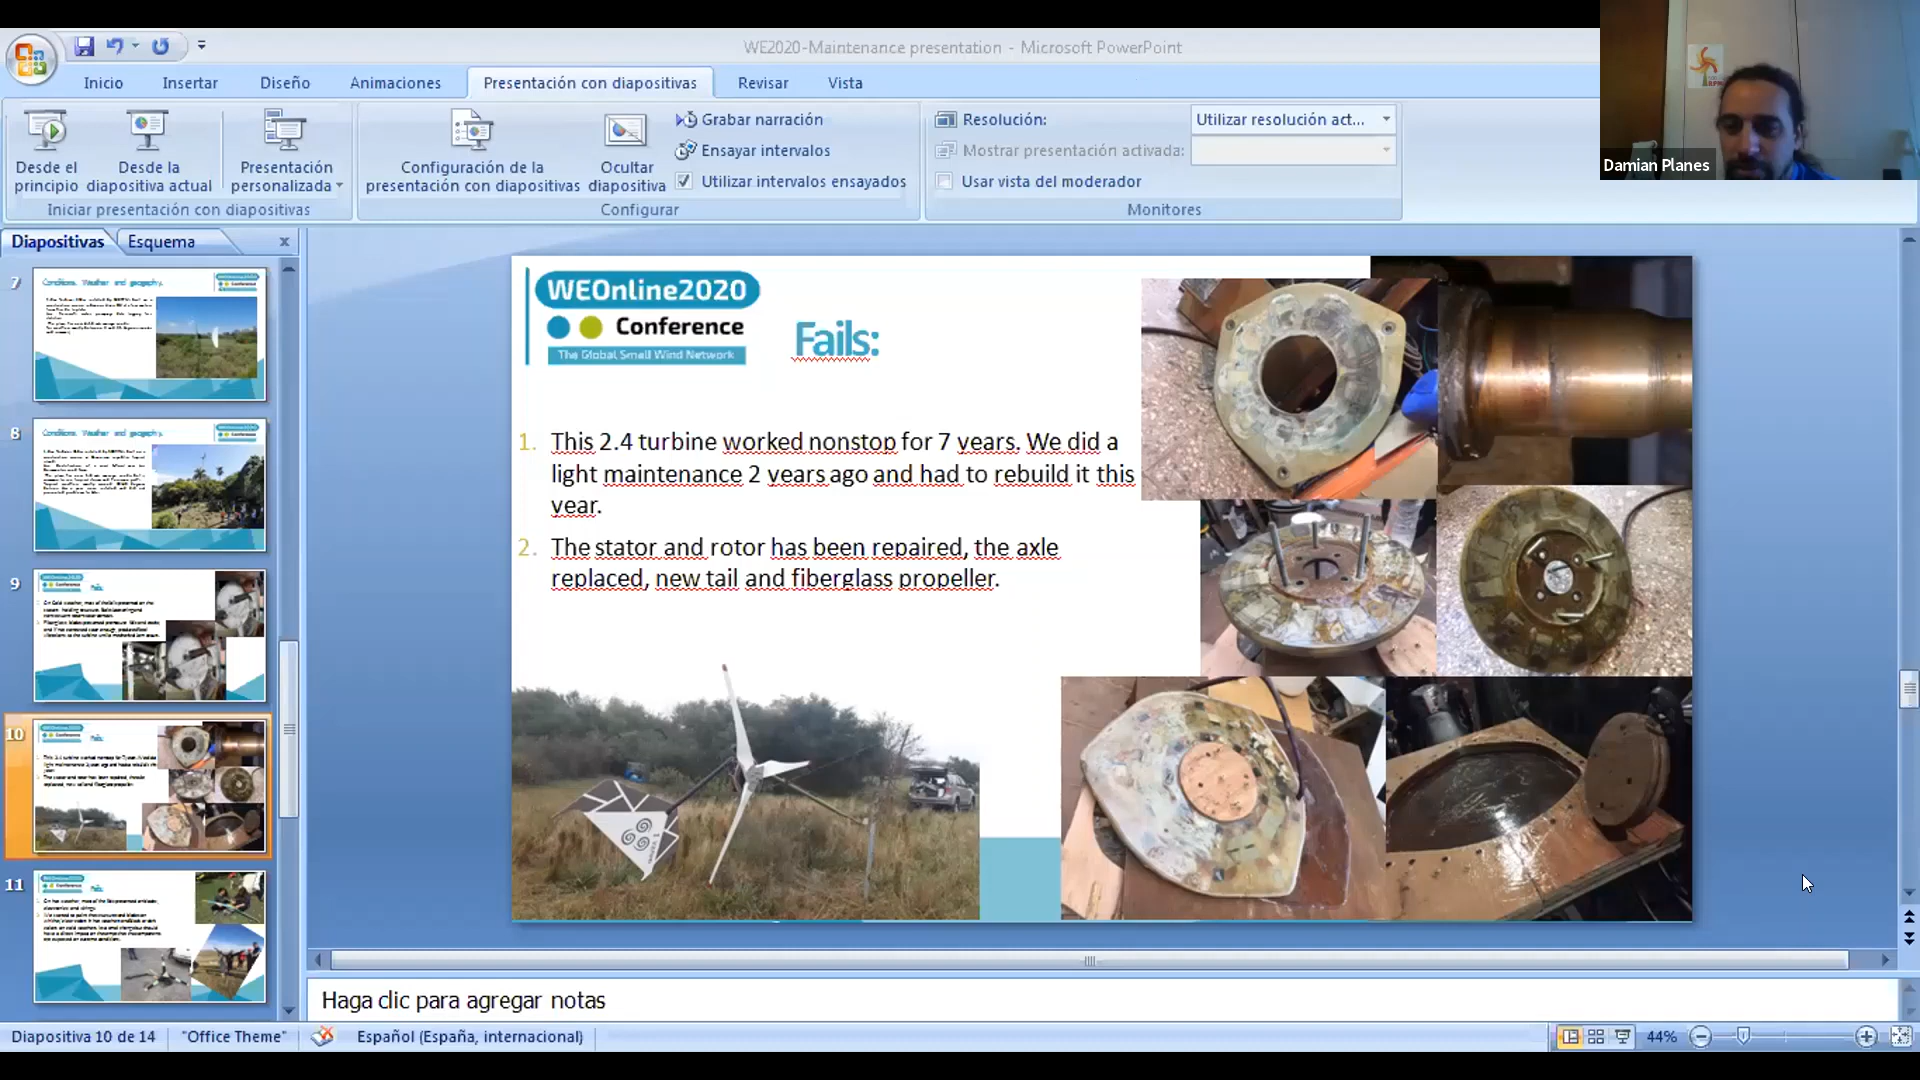 WE2020-Maintenance presentation - Microsoft PowerPoint
Inicio
Insertar
Diseño
Animaciones
Presentación con diapositivas
Revisar
Vista
Desde el
principio
Desde la
diapositiva actual
Presentación
personalizada
Iniciar presentación con diapositivas
Configuración de la
presentación con diapositivas
Ocultar
diapositiva
Grabar narración
Ensayar intervalos
Utilizar intervalos ensayados
Configurar
Resolución:
Utilizar resolución act...
Mostrar presentación activada:
Usar vista del moderador
Monitores
Damian Planes
Diapositivas
Esquema
7
8
9
10
11
WEOnline2020
Conference
The Global Small Wind Network
Fails:
1. This 2.4 turbine worked nonstop for 7 years. We did a
light maintenance 2 years ago and had to rebuild it this
year.
2. The stator and rotor has been repaired, the axle
replaced, new tail and fiberglass propeller.
Haga clic para agregar notas
Diapositiva 10 de 14
"Office Theme"
Español (España, internacional)
44%